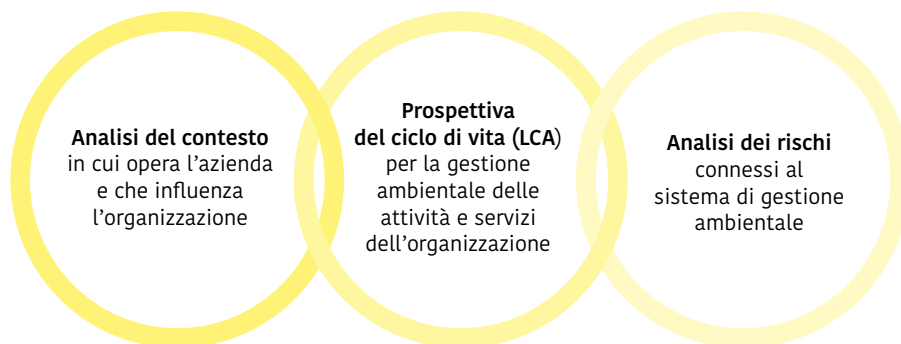 Analisi del contesto
in cui opera l’azienda
e che influenza
l’organizzazione
Prospettiva
del ciclo di vita (LCA)
per la gestione
ambientale delle
attività e servizi
dell’organizzazione
Analisi dei rischi
connessi al
sistema di gestione
ambientale